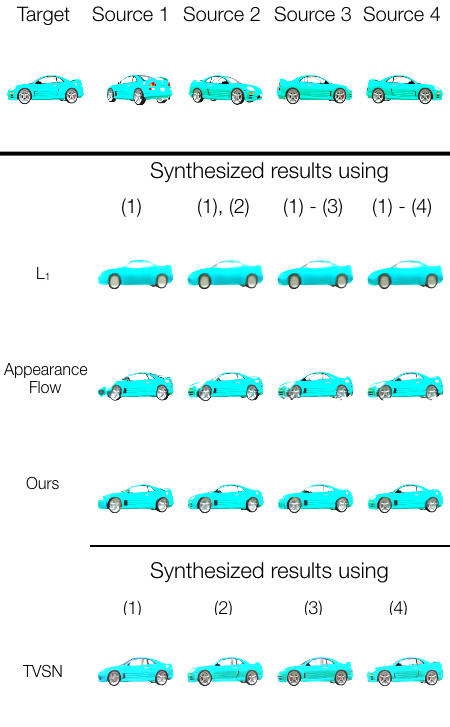 Target Source 1 Source 2 Source 3 Source 4
Synthesized results using
(1) (1), (2) (1) - (3) (1) - (4)
L₁
Appearance
Flow
Ours
Synthesized results using
(1) (2) (3) (4)
TVSN